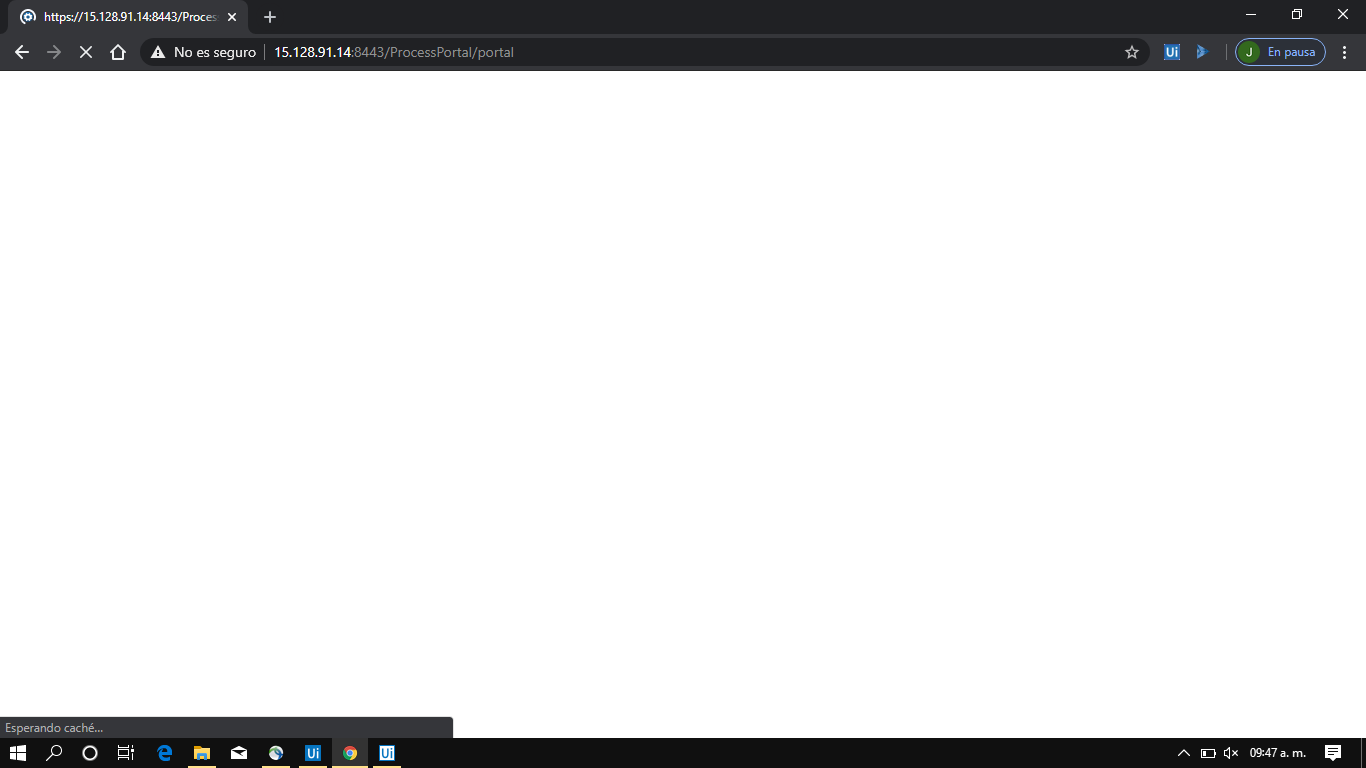 https://15.128.91.14:8443/Proces
No es seguro
15.128.91.14:8443/ProcessPortal/portal
Ui
J
En pausa
Esperando caché...
Ui
Ui
09:47 a. m.